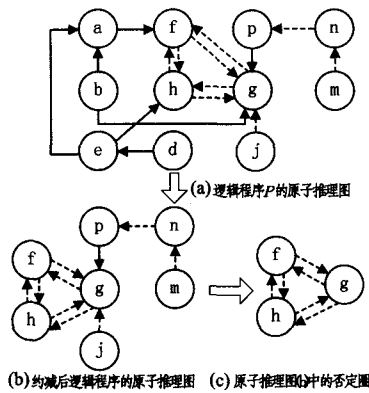 a f p n
b h g m
e d j
(a) 逻辑程序P的原子推理图
p n
f g m
h j
f g
h
(b) 约减后逻辑程序的原子推理图 (c) 原子推理图(b)中的否定圈